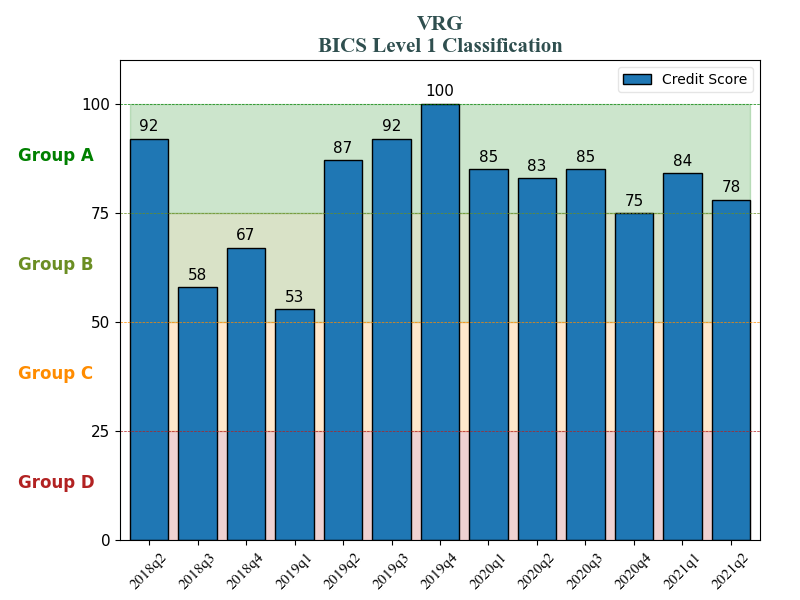 VRG
BICS Level 1 Classification
Credit Score
100
75
50
25
0
Group A
Group B
Group C
Group D
92
58
67
53
87
92
100
85
83
85
75
84
78
2018q2
2018q3
2018q4
2019q1
2019q2
2019q3
2019q4
2020q1
2020q2
2020q3
2020q4
2021q1
2021q2